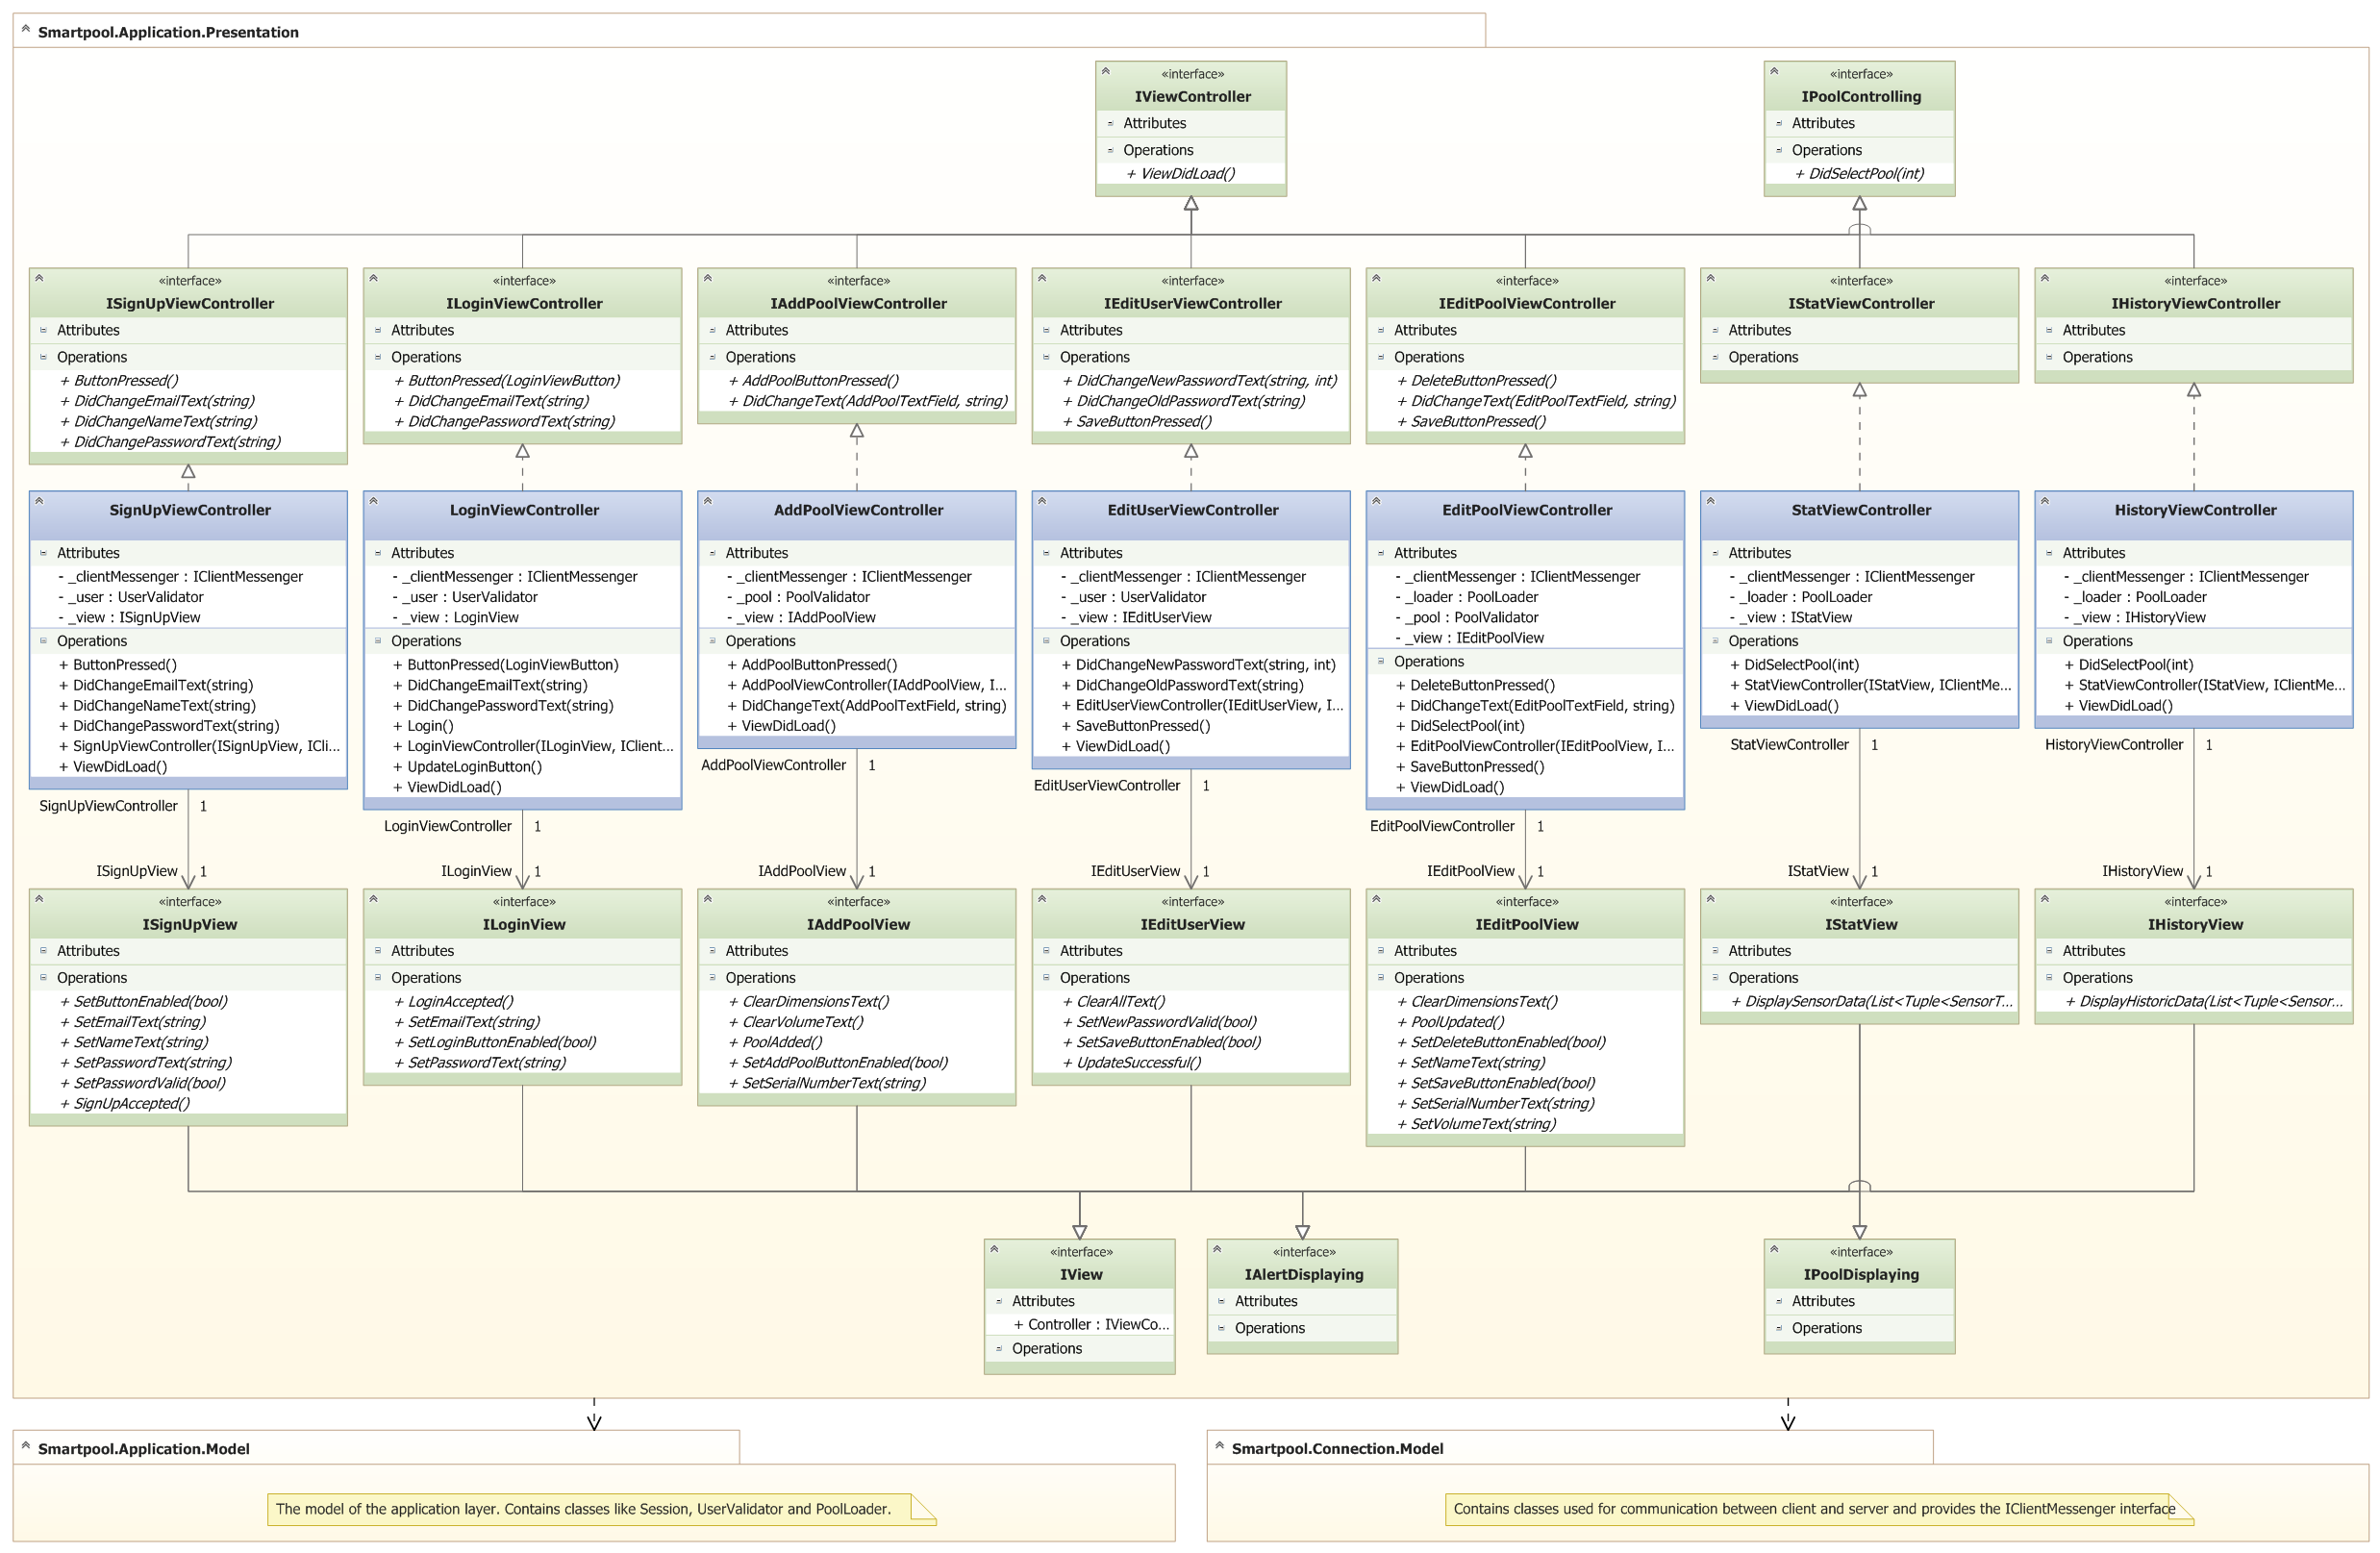 Smartpool.Application.Presentation
«interface»
IViewController
Attributes
Operations
+ ViewDidLoad()
«interface»
IPoolControlling
Attributes
Operations
+ DidSelectPool(int)
«interface»
ISignUpViewController
Attributes
Operations
+ ButtonPressed()
+ DidChangeEmailText(string)
+ DidChangeNameText(string)
+ DidChangePasswordText(string)
«interface»
ILoginViewController
Attributes
Operations
+ ButtonPressed(LoginViewButton)
+ DidChangeEmailText(string)
+ DidChangePasswordText(string)
«interface»
IAddPoolViewController
Attributes
Operations
+ AddPoolButtonPressed()
+ DidChangeText(AddPoolTextField, string)
«interface»
IEditUserViewController
Attributes
Operations
+ DidChangeNewPasswordText(string, int)
+ DidChangeOldPasswordText(string)
+ SaveButtonPressed()
«interface»
IEditPoolViewController
Attributes
Operations
+ DeleteButtonPressed()
+ DidChangeText(EditPoolTextField, string)
+ SaveButtonPressed()
«interface»
IStatViewController
Attributes
Operations
«interface»
IHistoryViewController
Attributes
Operations
SignUpViewController
Attributes
- _clientMessenger : IClientMessenger
- _user : UserValidator
- _view : ISignUpView
Operations
+ ButtonPressed()
+ DidChangeEmailText(string)
+ DidChangeNameText(string)
+ DidChangePasswordText(string)
+ SignUpViewController(ISignUpView, ICli...
+ ViewDidLoad()
LoginViewController
Attributes
- _clientMessenger : IClientMessenger
- _user : UserValidator
- _view : LoginView
Operations
+ ButtonPressed(LoginViewButton)
+ DidChangeEmailText(string)
+ DidChangePasswordText(string)
+ Login()
+ LoginViewController(ILoginView, IClient...
+ UpdateLoginButton()
+ ViewDidLoad()
AddPoolViewController
Attributes
- _clientMessenger : IClientMessenger
- _pool : PoolValidator
- _view : IAddPoolView
Operations
+ AddPoolButtonPressed()
+ AddPoolViewController(IAddPoolView, I...
+ DidChangeText(AddPoolTextField, string)
+ ViewDidLoad()
EditUserViewController
Attributes
- _clientMessenger : IClientMessenger
- _user : UserValidator
- _view : IEditUserView
Operations
+ DidChangeNewPasswordText(string, int)
+ DidChangeOldPasswordText(string)
+ EditUserViewController(IEditUserView, I...
+ SaveButtonPressed()
+ ViewDidLoad()
EditPoolViewController
Attributes
- _clientMessenger : IClientMessenger
- _loader : PoolLoader
- _pool : PoolValidator
- _view : IEditPoolView
Operations
+ DeleteButtonPressed()
+ DidChangeText(EditPoolTextField, string)
+ DidSelectPool(int)
+ EditPoolViewController(IEditPoolView, I...
+ SaveButtonPressed()
+ ViewDidLoad()
StatViewController
Attributes
- _clientMessenger : IClientMessenger
- _loader : PoolLoader
- _view : IStatView
Operations
+ DidSelectPool(int)
+ StatViewController(IStatView, IClientMe...
+ ViewDidLoad()
HistoryViewController
Attributes
- _clientMessenger : IClientMessenger
- _loader : PoolLoader
- _view : IHistoryView
Operations
+ DidSelectPool(int)
+ StatViewController(IStatView, IClientMe...
+ ViewDidLoad()
SignUpViewController 1
LoginViewController 1
AddPoolViewController 1
EditUserViewController 1
EditPoolViewController 1
StatViewController 1
HistoryViewController 1
ISignUpView 1
ILoginView 1
IAddPoolView 1
IEditUserView 1
IEditPoolView 1
IStatView 1
IHistoryView 1
«interface»
ISignUpView
Attributes
Operations
+ SetButtonEnabled(bool)
+ SetEmailText(string)
+ SetNameText(string)
+ SetPasswordText(string)
+ SetPasswordValid(bool)
+ SignUpAccepted()
«interface»
ILoginView
Attributes
Operations
+ LoginAccepted()
+ SetEmailText(string)
+ SetLoginButtonEnabled(bool)
+ SetPasswordText(string)
«interface»
IAddPoolView
Attributes
Operations
+ ClearDimensionsText()
+ ClearVolumeText()
+ PoolAdded()
+ SetAddPoolButtonEnabled(bool)
+ SetSerialNumberText(string)
«interface»
IEditUserView
Attributes
Operations
+ ClearAllText()
+ SetNewPasswordValid(bool)
+ SetSaveButtonEnabled(bool)
+ UpdateSuccessful()
«interface»
IEditPoolView
Attributes
Operations
+ ClearDimensionsText()
+ PoolUpdated()
+ SetDeleteButtonEnabled(bool)
+ SetNameText(string)
+ SetSaveButtonEnabled(bool)
+ SetSerialNumberText(string)
+ SetVolumeText(string)
«interface»
IStatView
Attributes
Operations
+ DisplaySensorData(List<Tuple<SensorT...
«interface»
IHistoryView
Attributes
Operations
+ DisplayHistoricData(List<Tuple<Sensor...
«interface»
IView
Attributes
+ Controller : IViewCo...
Operations
«interface»
IAlertDisplaying
Attributes
Operations
«interface»
IPoolDisplaying
Attributes
Operations
Smartpool.Application.Model
The model of the application layer. Contains classes like Session, UserValidator and PoolLoader.
Smartpool.Connection.Model
Contains classes used for communication between client and server and provides the IClientMessenger interface